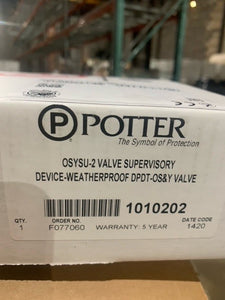 P POTTER
The Symbol of Protection
OSYSU-2 VALVE SUPERVISORY
DEVICE-WEATHERPROOF DPDT-OS&Y VALVE
1010202
QTY. ORDER NO. WARRANTY: 5 YEAR DATE CODE
1 F077060 1420